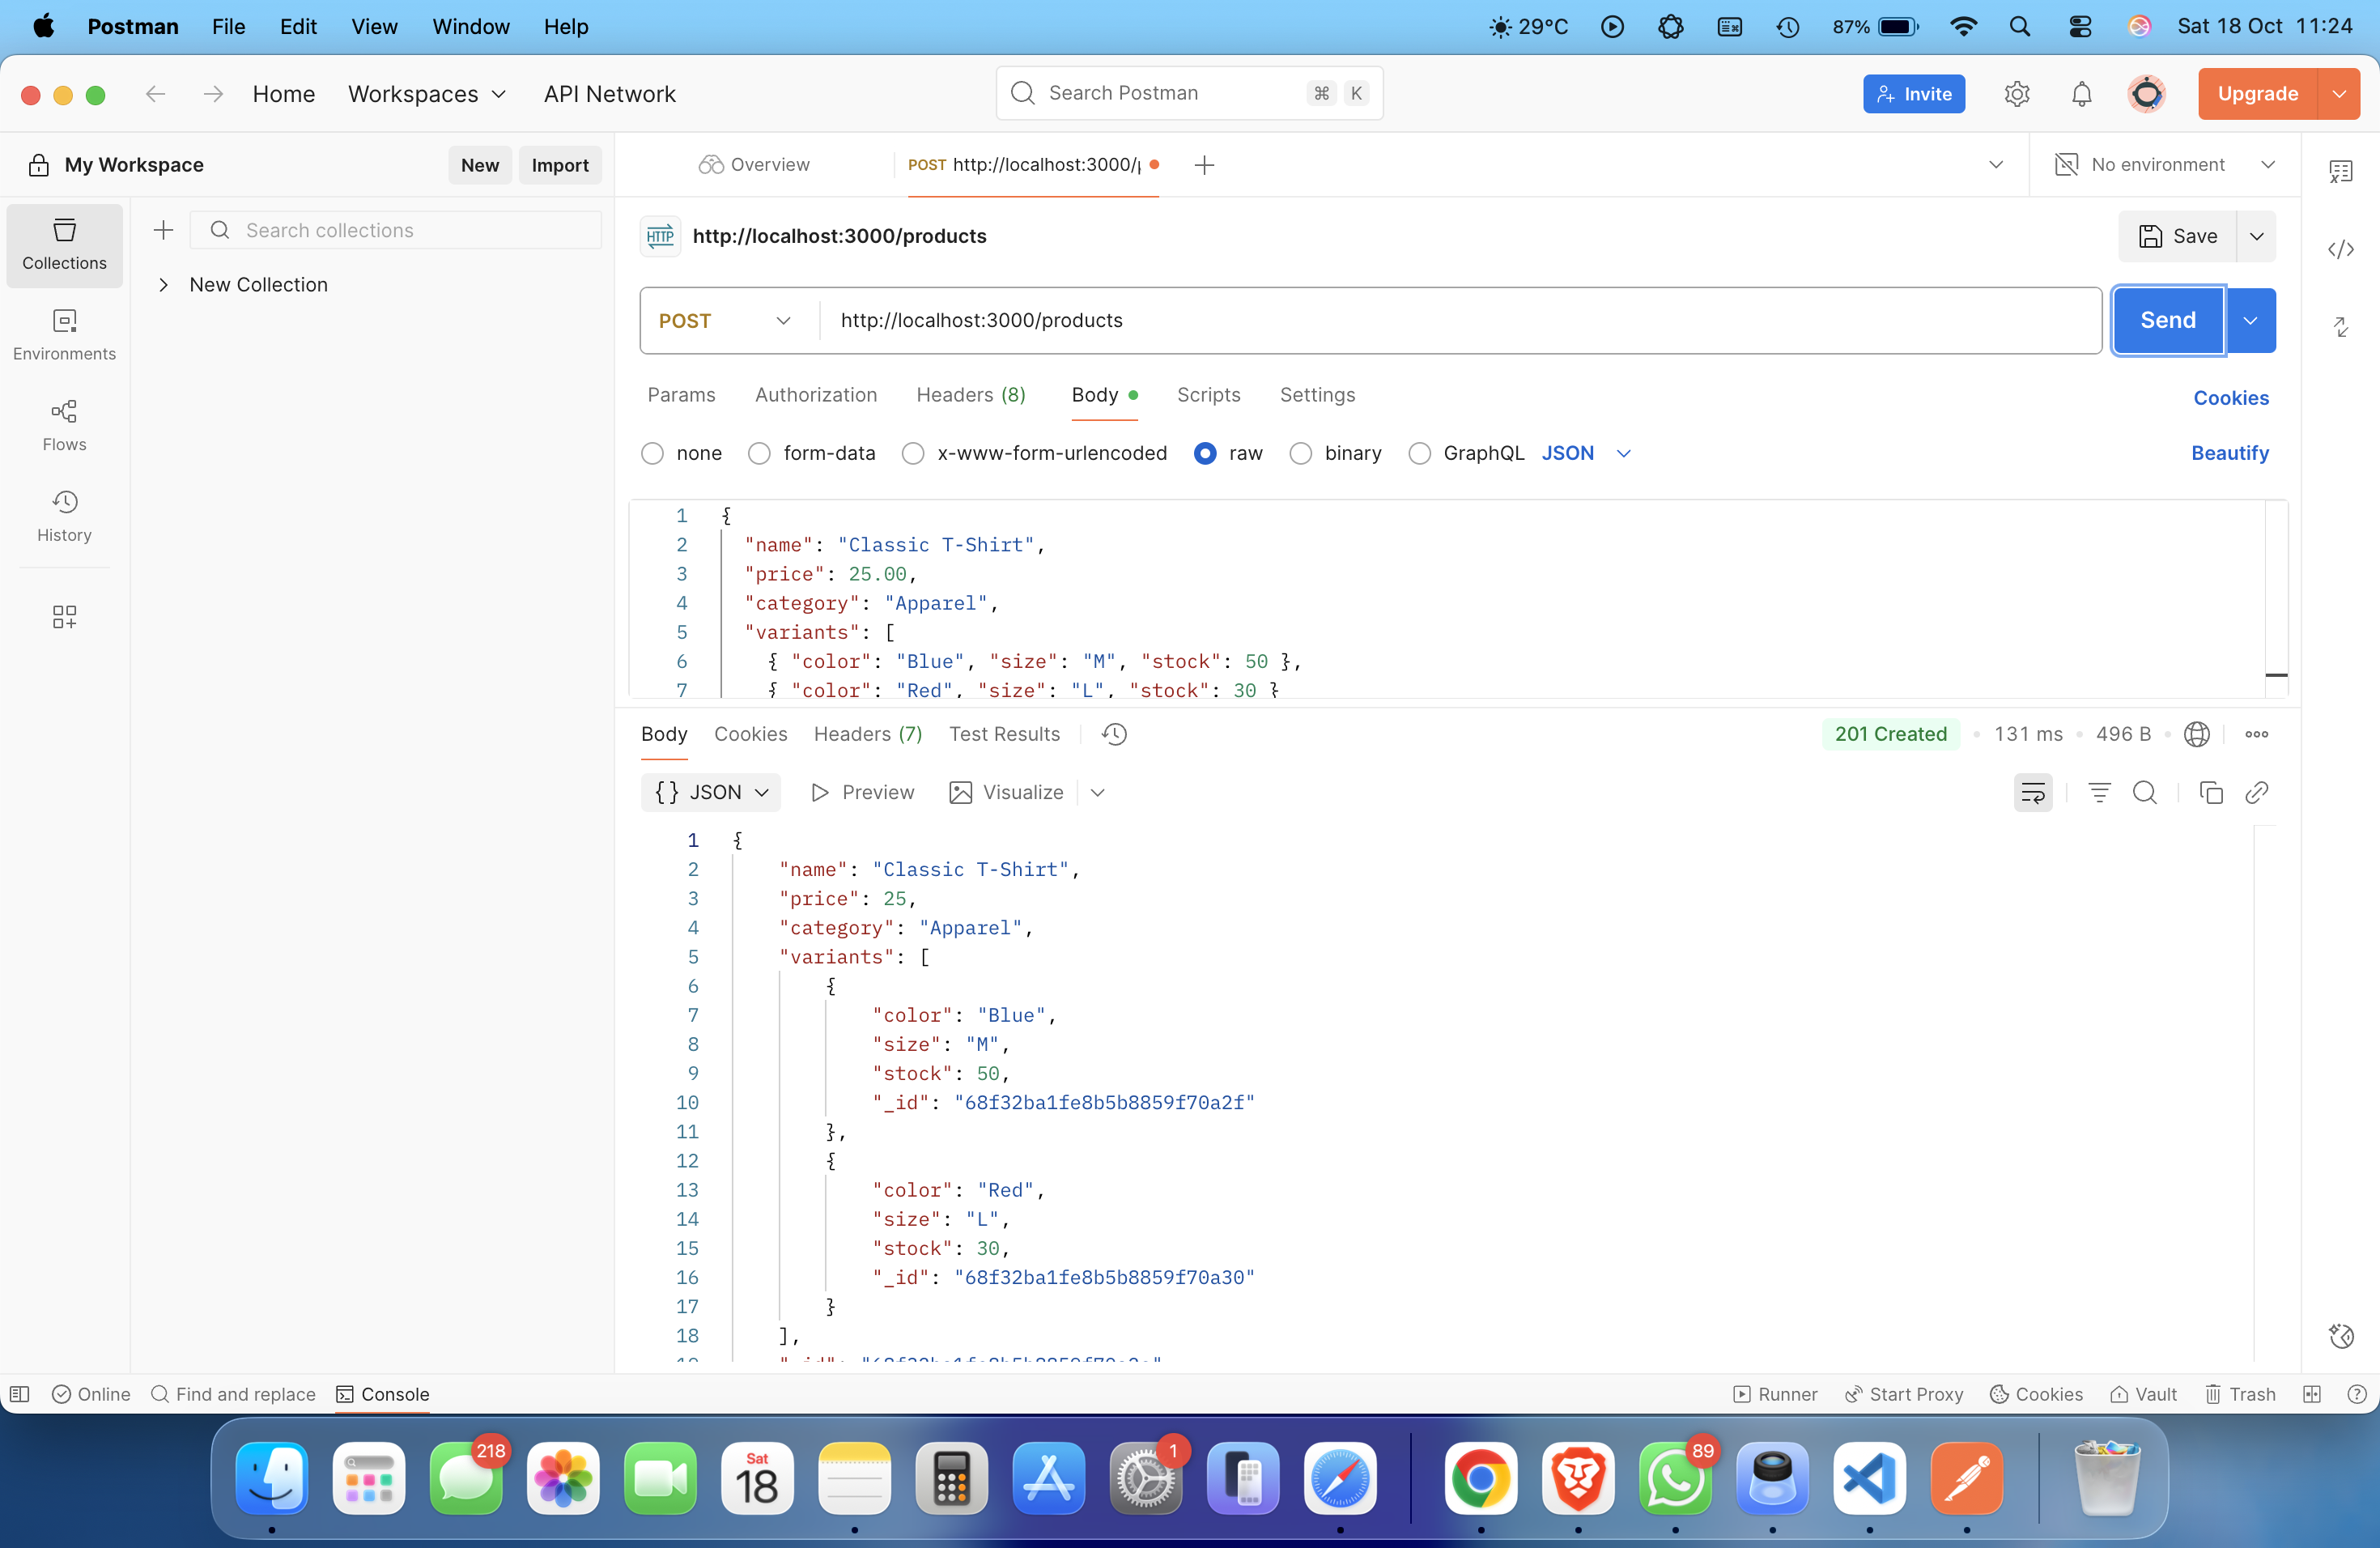 Postman File Edit View Window Help 29°C 87% Sat 18 Oct 11:24
Home Workspaces API Network Search Postman ⌘ K Invite Upgrade
My Workspace New Import Overview POST http://localhost:3000/ No environment
Collections
Environments
Flows
History
Search collections
New Collection
HTTP http://localhost:3000/products Save
POST http://localhost:3000/products Send
Params Authorization Headers (8) Body Scripts Settings Cookies
none form-data x-www-form-urlencoded raw binary GraphQL JSON Beautify
1 {
2 "name": "Classic T-Shirt",
3 "price": 25.00,
4 "category": "Apparel",
5 "variants": [
6 { "color": "Blue", "size": "M", "stock": 50 },
7 { "color": "Red", "size": "L", "stock": 30 }
Body Cookies Headers (7) Test Results 201 Created 131 ms 496 B
{} JSON Preview Visualize
1 {
2 "name": "Classic T-Shirt",
3 "price": 25,
4 "category": "Apparel",
5 "variants": [
6 {
7 "color": "Blue",
8 "size": "M",
9 "stock": 50,
10 "_id": "68f32ba1fe8b5b8859f70a2f"
11 },
12 {
13 "color": "Red",
14 "size": "L",
15 "stock": 30,
16 "_id": "68f32ba1fe8b5b8859f70a30"
17 }
18 ],
Online Find and replace Console Runner Start Proxy Cookies Vault Trash
218 Sat 18 1 89